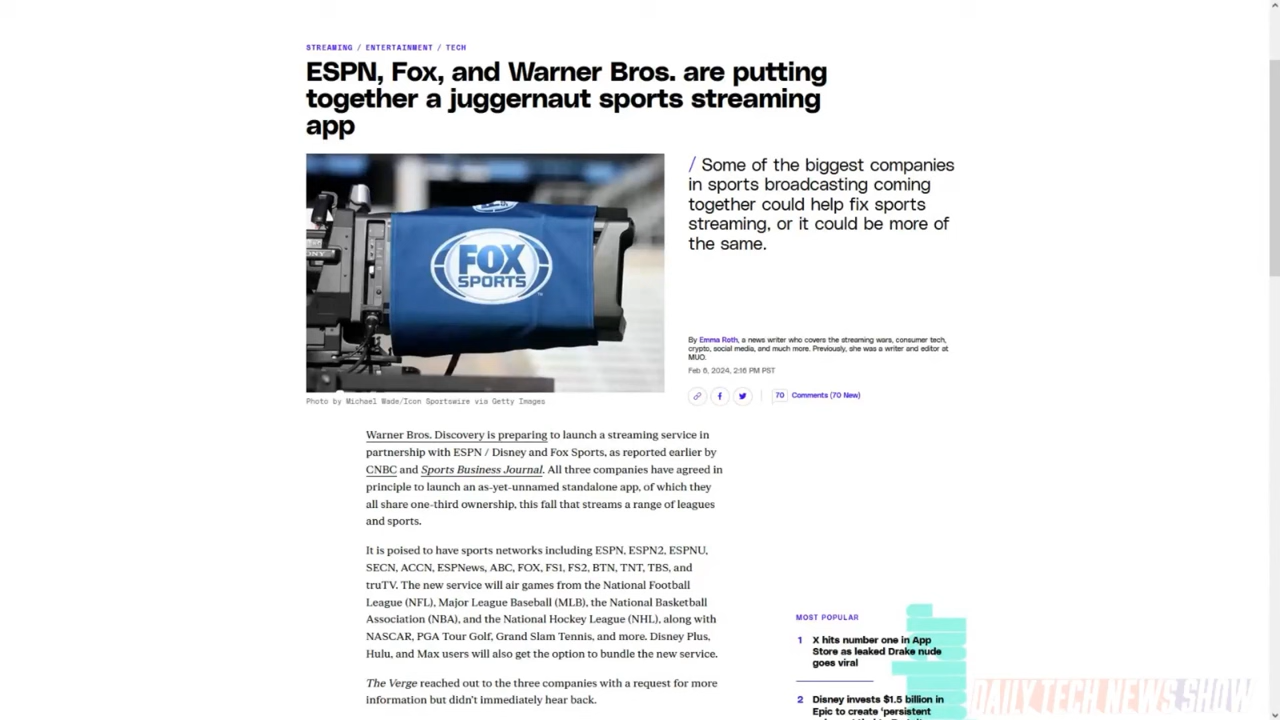 STREAMING / ENTERTAINMENT / TECH
ESPN, Fox, and Warner Bros. are putting
together a juggernaut sports streaming
app
/ Some of the biggest companies
in sports broadcasting coming
together could help fix sports
streaming, or it could be more of
the same.
SONY
FOX
SPORTS
By Emma Roth, a news writer who covers the streaming wars, consumer tech,
crypto, social media, and much more. Previously, she was a writer and editor at
MUO.
Feb 6, 2024, 2:16 PM PST
70 Comments (70 New)
Photo by Michael Wade/Icon Sportswire via Getty Images
Warner Bros. Discovery is preparing to launch a streaming service in
partnership with ESPN / Disney and Fox Sports, as reported earlier by
CNBC and Sports Business Journal. All three companies have agreed in
principle to launch an as-yet-unnamed standalone app, of which they
all share one-third ownership, this fall that streams a range of leagues
and sports.
It is poised to have sports networks including ESPN, ESPN2, ESPNU,
SECN, ACCN, ESPNews, ABC, FOX, FS1, FS2, BTN, TNT, TBS, and
truTV. The new service will air games from the National Football
League (NFL), Major League Baseball (MLB), the National Basketball
Association (NBA), and the National Hockey League (NHL), along with
NASCAR, PGA Tour Golf, Grand Slam Tennis, and more. Disney Plus,
Hulu, and Max users will also get the option to bundle the new service.
The Verge reached out to the three companies with a request for more
information but didn't immediately hear back.
MOST POPULAR
1 X hits number one in App
Store as leaked Drake nude
goes viral
2 Disney invests $1.5 billion in
Epic to create 'persistent
DAILY TECH NEWS SHOW